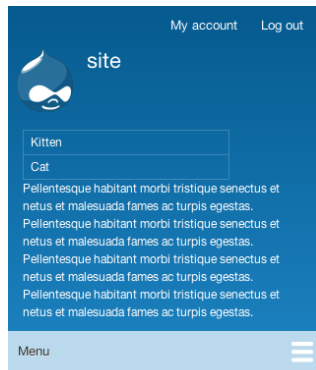 My account Log out
site
Kitten
Cat
Pellentesque habitant morbi tristique senectus et
netus et malesuada fames ac turpis egestas.
Pellentesque habitant morbi tristique senectus et
netus et malesuada fames ac turpis egestas.
Pellentesque habitant morbi tristique senectus et
netus et malesuada fames ac turpis egestas.
Pellentesque habitant morbi tristique senectus et
netus et malesuada fames ac turpis egestas.
Menu